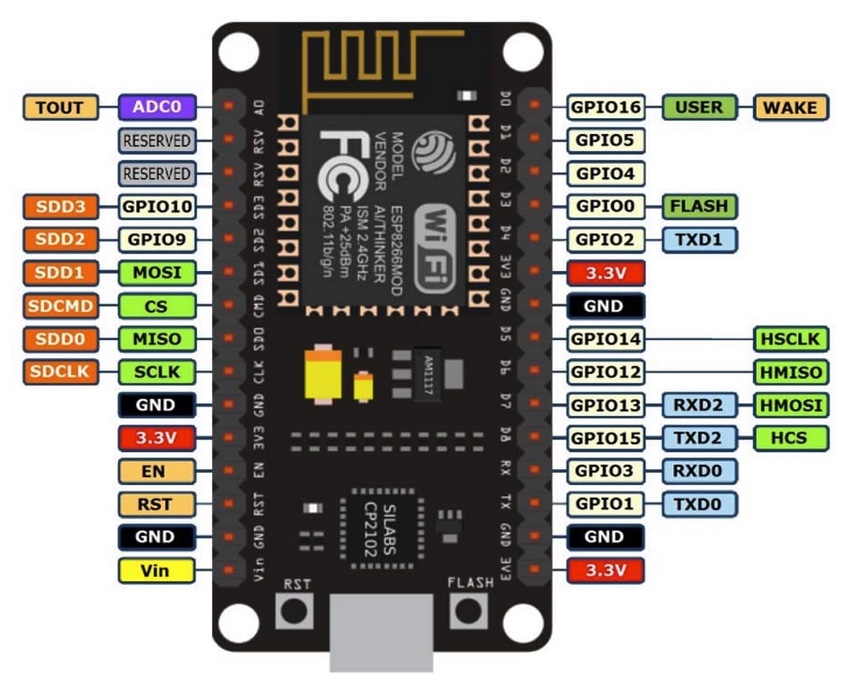 TOUT ADC0 A0 D0 GPIO16 USER WAKE
RESERVED RSV D1 GPIO5
RESERVED RSV D2 GPIO4
SDD3 GPIO10 S3 D3 GPIO0 FLASH
SDD2 GPIO9 SD2 D4 GPIO2 TXD1
SDD1 MOSI SD1 3V3 3.3V
SDCMD CS CMD GND GND
SDD0 MISO SD0 D5 GPIO14 HSCLK
SDCLK SCLK CLK D6 GPIO12 HMISO
GND GND D7 GPIO13 RXD2 HMOSI
3.3V 3V3 D8 GPIO15 TXD2 HCS
EN EN RX GPIO3 RXD0
RST RST TX GPIO1 TXD0
GND GND GND GND
Vin Vin 3V3 3.3V
MODEL ESP8266MOD
VENDOR AI/THINKER
ISM 2.4GHz
PA +25dBm
802.11b/g/n
FC
Wi Fi
AM1117
SILABS
CP2102
RST FLASH